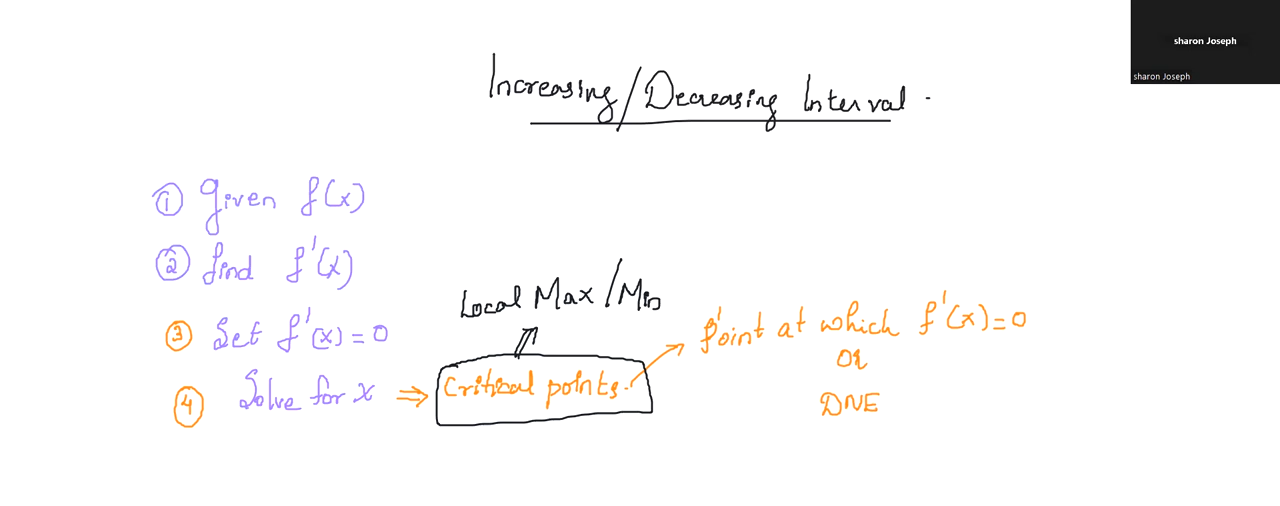 sharon Joseph
sharon Joseph
Increasing/Decreasing Interval.
① Given f(x)
② find f'(x)
③ Set f'(x) = 0
④ Solve for x ⇒ Critical points.
Local Max/Min
Point at which f'(x) = 0
OR
DNE